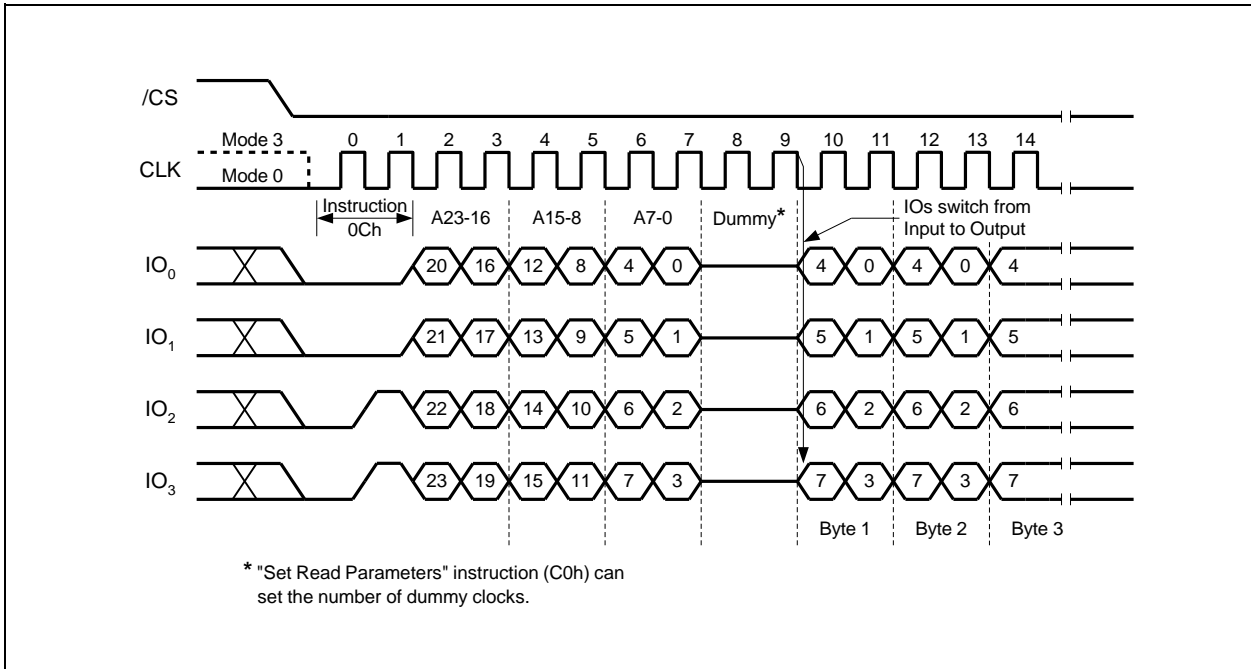 /CS
Mode 3 0 1 2 3 4 5 6 7 8 9 10 11 12 13 14
CLK Mode 0
Instruction
0Ch A23-16 A15-8 A7-0 Dummy*
IOs switch from
Input to Output
IO0 20 16 12 8 4 0 4 0 4 0 4
IO1 21 17 13 9 5 1 5 1 5 1 5
IO2 22 18 14 10 6 2 6 2 6 2 6
IO3 23 19 15 11 7 3 7 3 7 3 7
Byte 1 Byte 2 Byte 3
* "Set Read Parameters" instruction (C0h) can
set the number of dummy clocks.